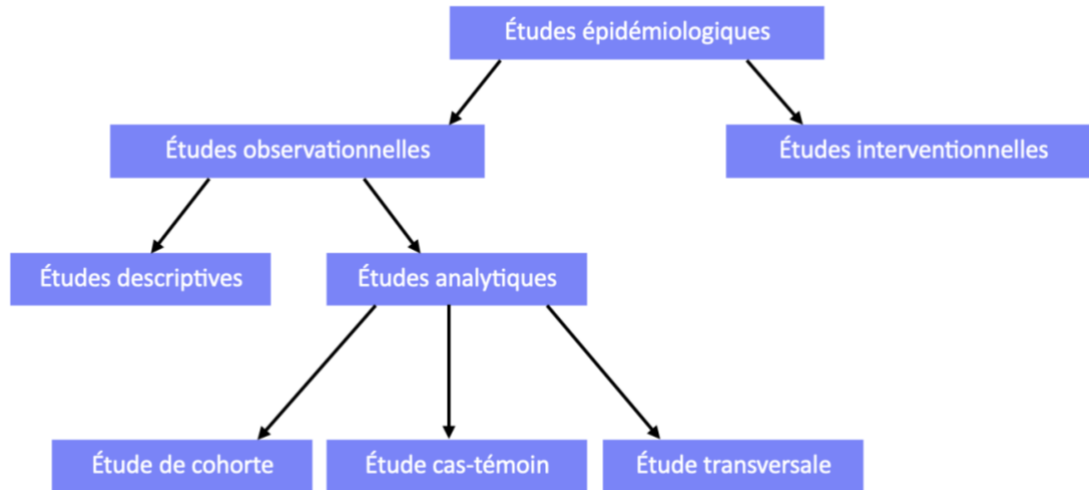 Études épidémiologiques
Études observationnelles
Études interventionnelles
Études descriptives
Études analytiques
Étude de cohorte
Étude cas-témoin
Étude transversale